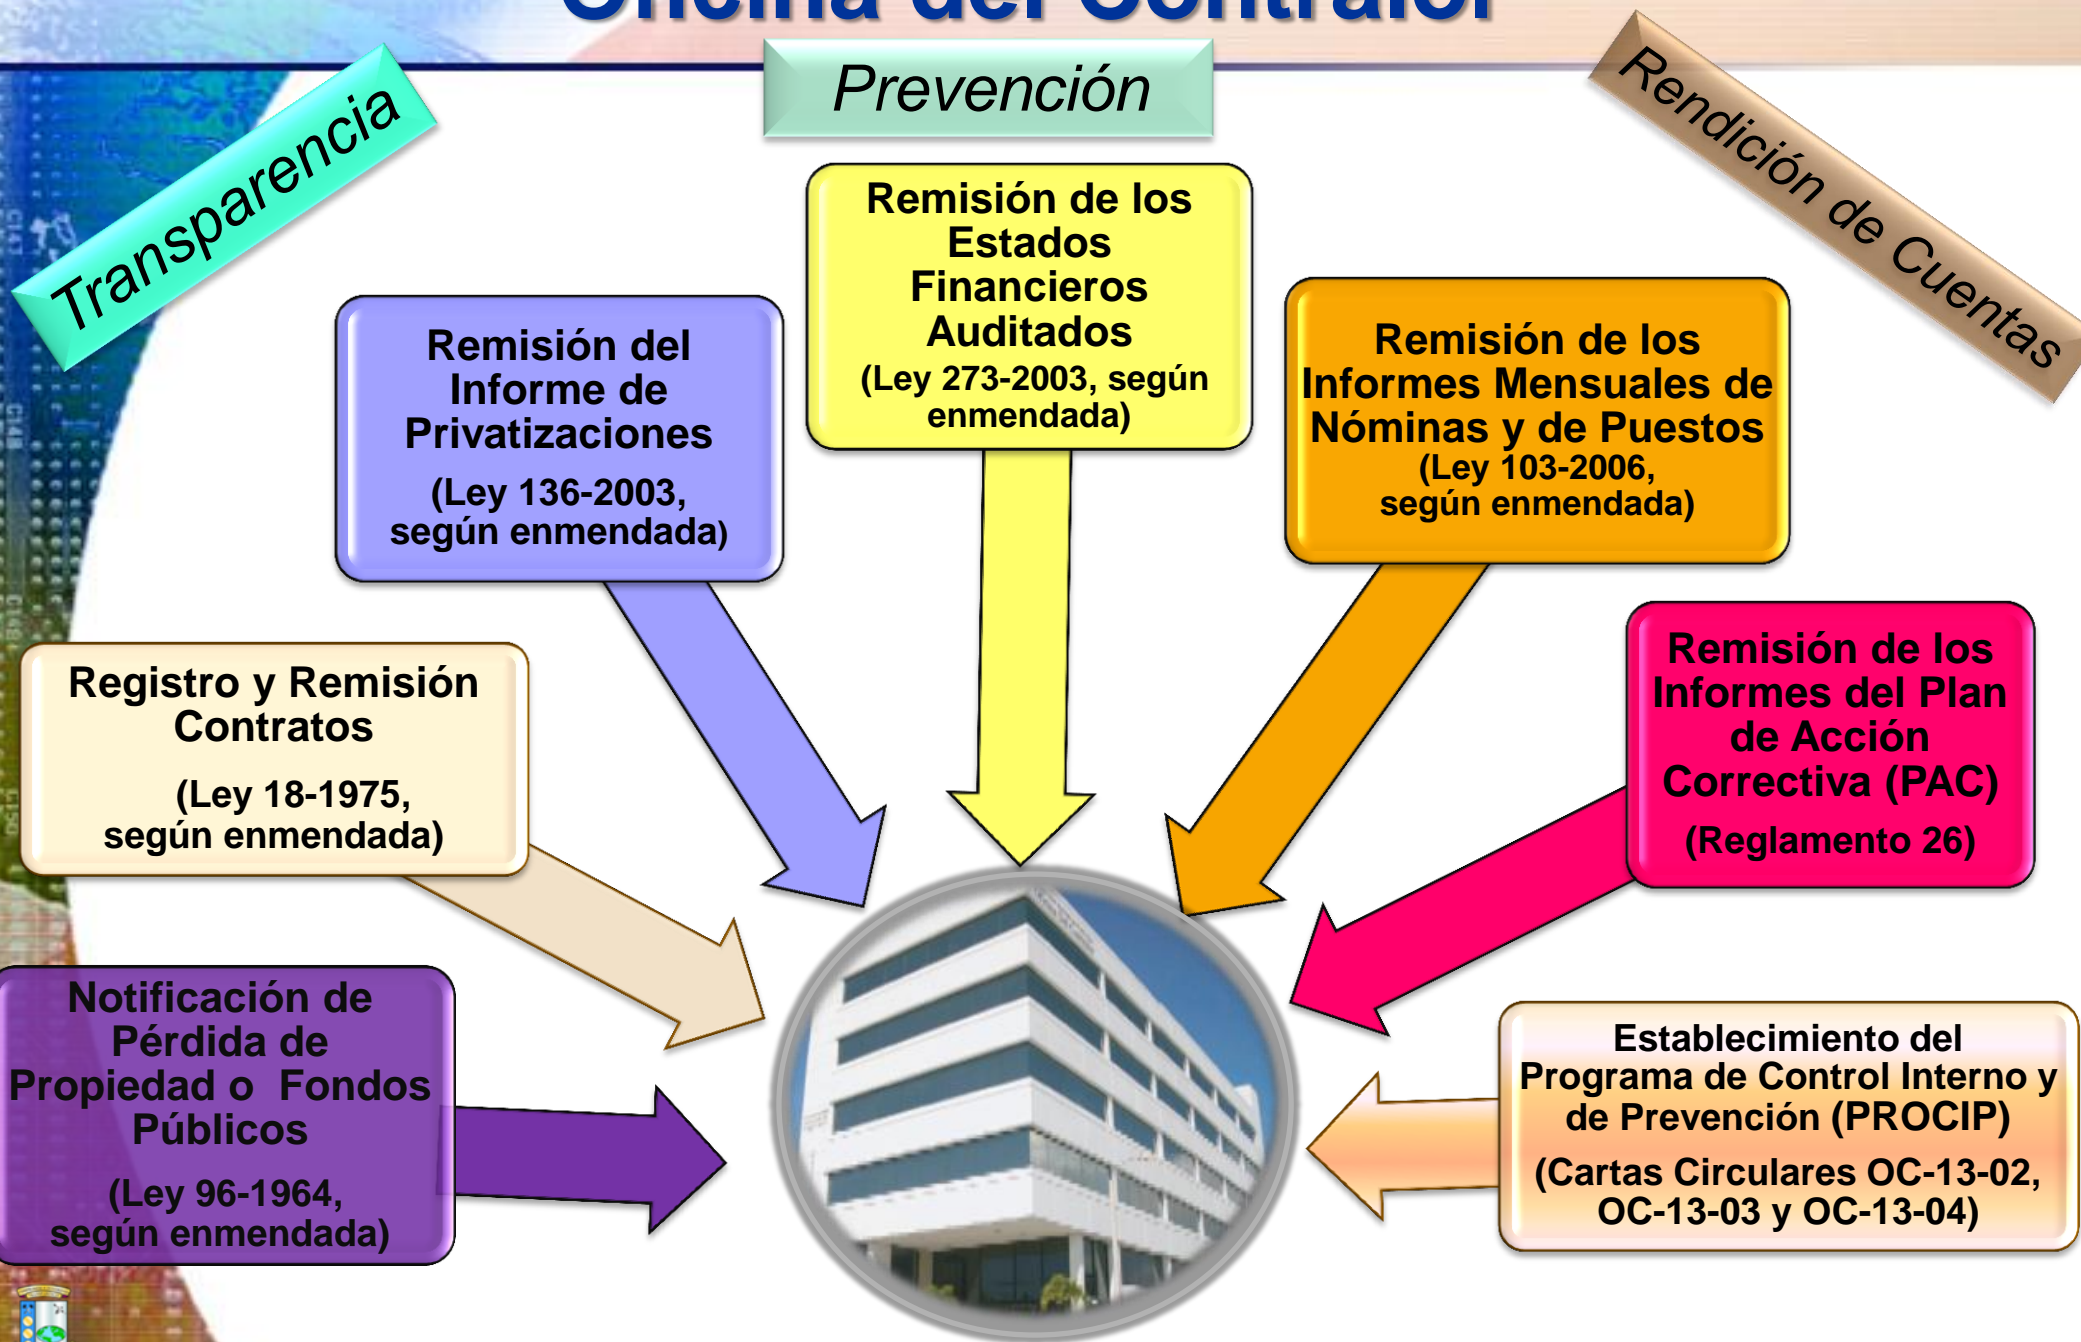 Oficina del Contralor
Prevención
Transparencia
Rendición de Cuentas
Remisión de los
Estados
Financieros
Auditados
(Ley 273-2003, según
enmendada)
Remisión del
Informe de
Privatizaciones
(Ley 136-2003,
según enmendada)
Remisión de los
Informes Mensuales de
Nóminas y de Puestos
(Ley 103-2006,
según enmendada)
Registro y Remisión
Contratos
(Ley 18-1975,
según enmendada)
Remisión de los
Informes del Plan
de Acción
Correctiva (PAC)
(Reglamento 26)
Notificación de
Pérdida de
Propiedad o  Fondos
Públicos
(Ley 96-1964,
según enmendada)
Establecimiento del
Programa de Control Interno y
de Prevención (PROCIP)
(Cartas Circulares OC-13-02,
OC-13-03 y OC-13-04)